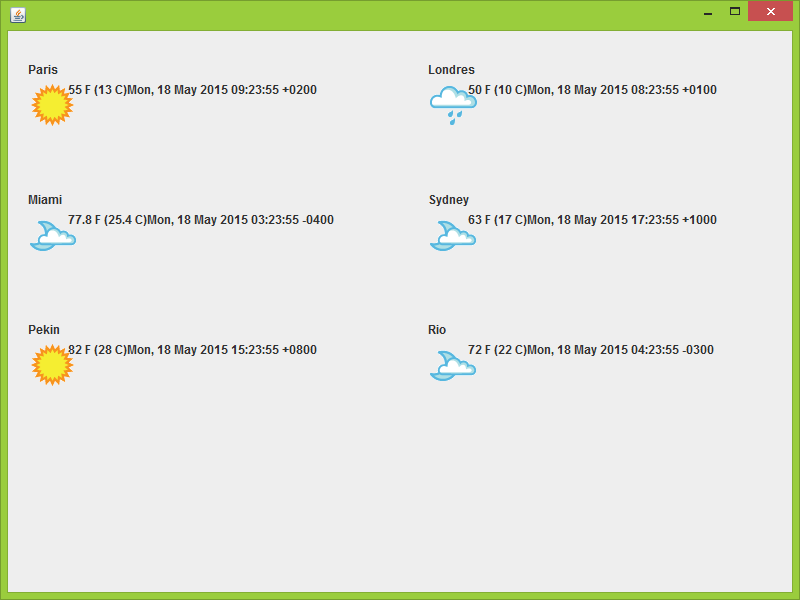 Paris
55 F (13 C)Mon, 18 May 2015 09:23:55 +0200
Londres
50 F (10 C)Mon, 18 May 2015 08:23:55 +0100
Miami
77.8 F (25.4 C)Mon, 18 May 2015 03:23:55 -0400
Sydney
63 F (17 C)Mon, 18 May 2015 17:23:55 +1000
Pekin
82 F (28 C)Mon, 18 May 2015 15:23:55 +0800
Rio
72 F (22 C)Mon, 18 May 2015 04:23:55 -0300